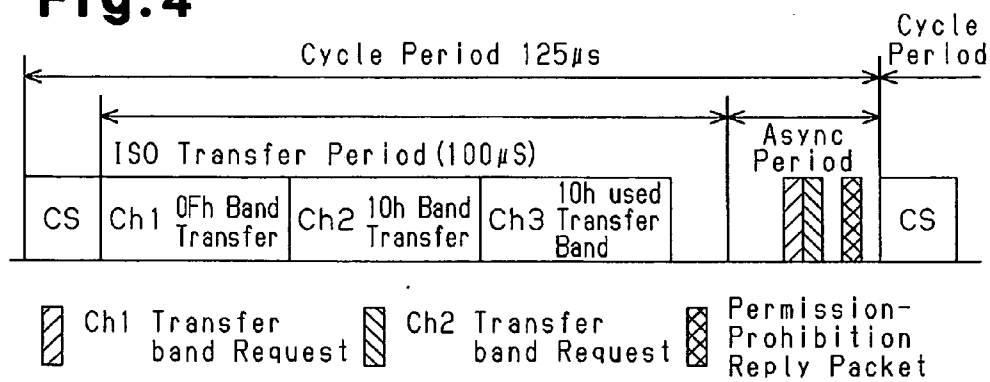 Fig.4
Cycle Period 125μs
Cycle
Period
ISO Transfer Period(100μS)
Async
Period
CS
Ch1 0Fh Band
Transfer
Ch2 10h Band
Transfer
Ch3 10h used
Transfer
Band
CS
Ch1 Transfer
band Request
Ch2 Transfer
band Request
Permission-
Prohibition
Reply Packet